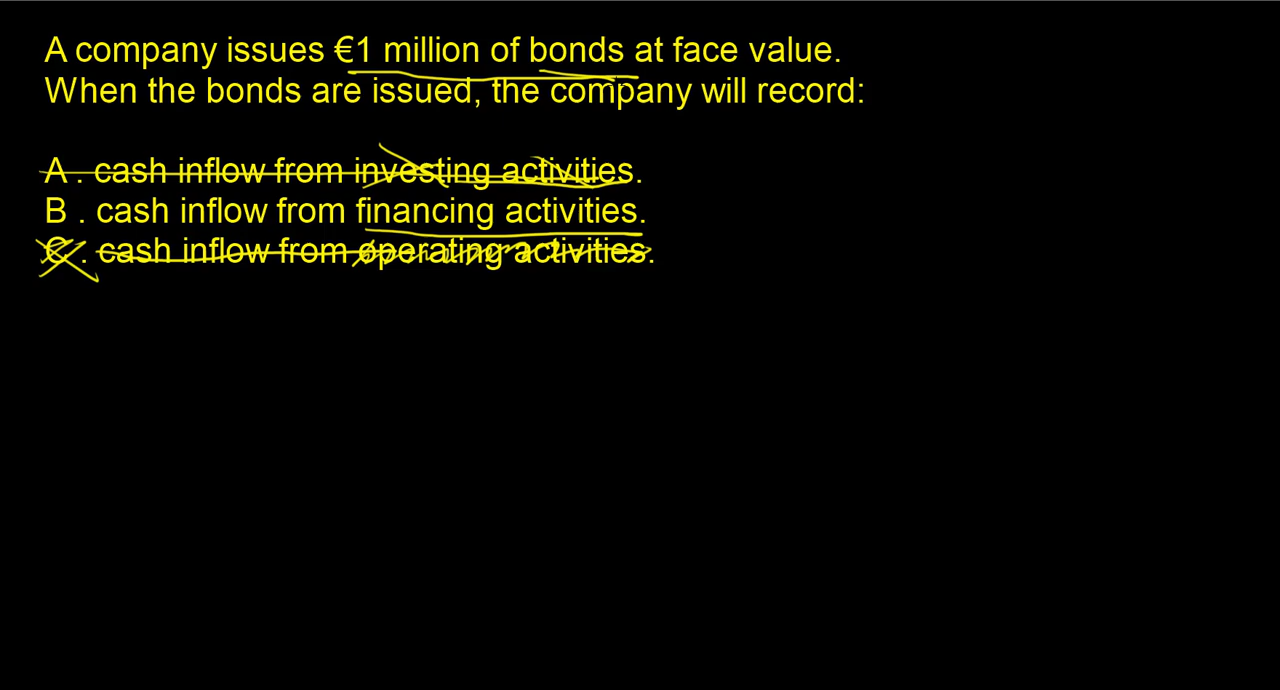 A company issues €1 million of bonds at face value.
When the bonds are issued, the company will record:
A . cash inflow from investing activities.
B . cash inflow from financing activities.
C . cash inflow from operating activities.